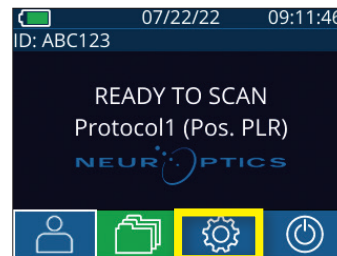 07/22/22 09:11:46
ID: ABC123
READY TO SCAN
Protocol1 (Pos. PLR)
NEUROPTICS